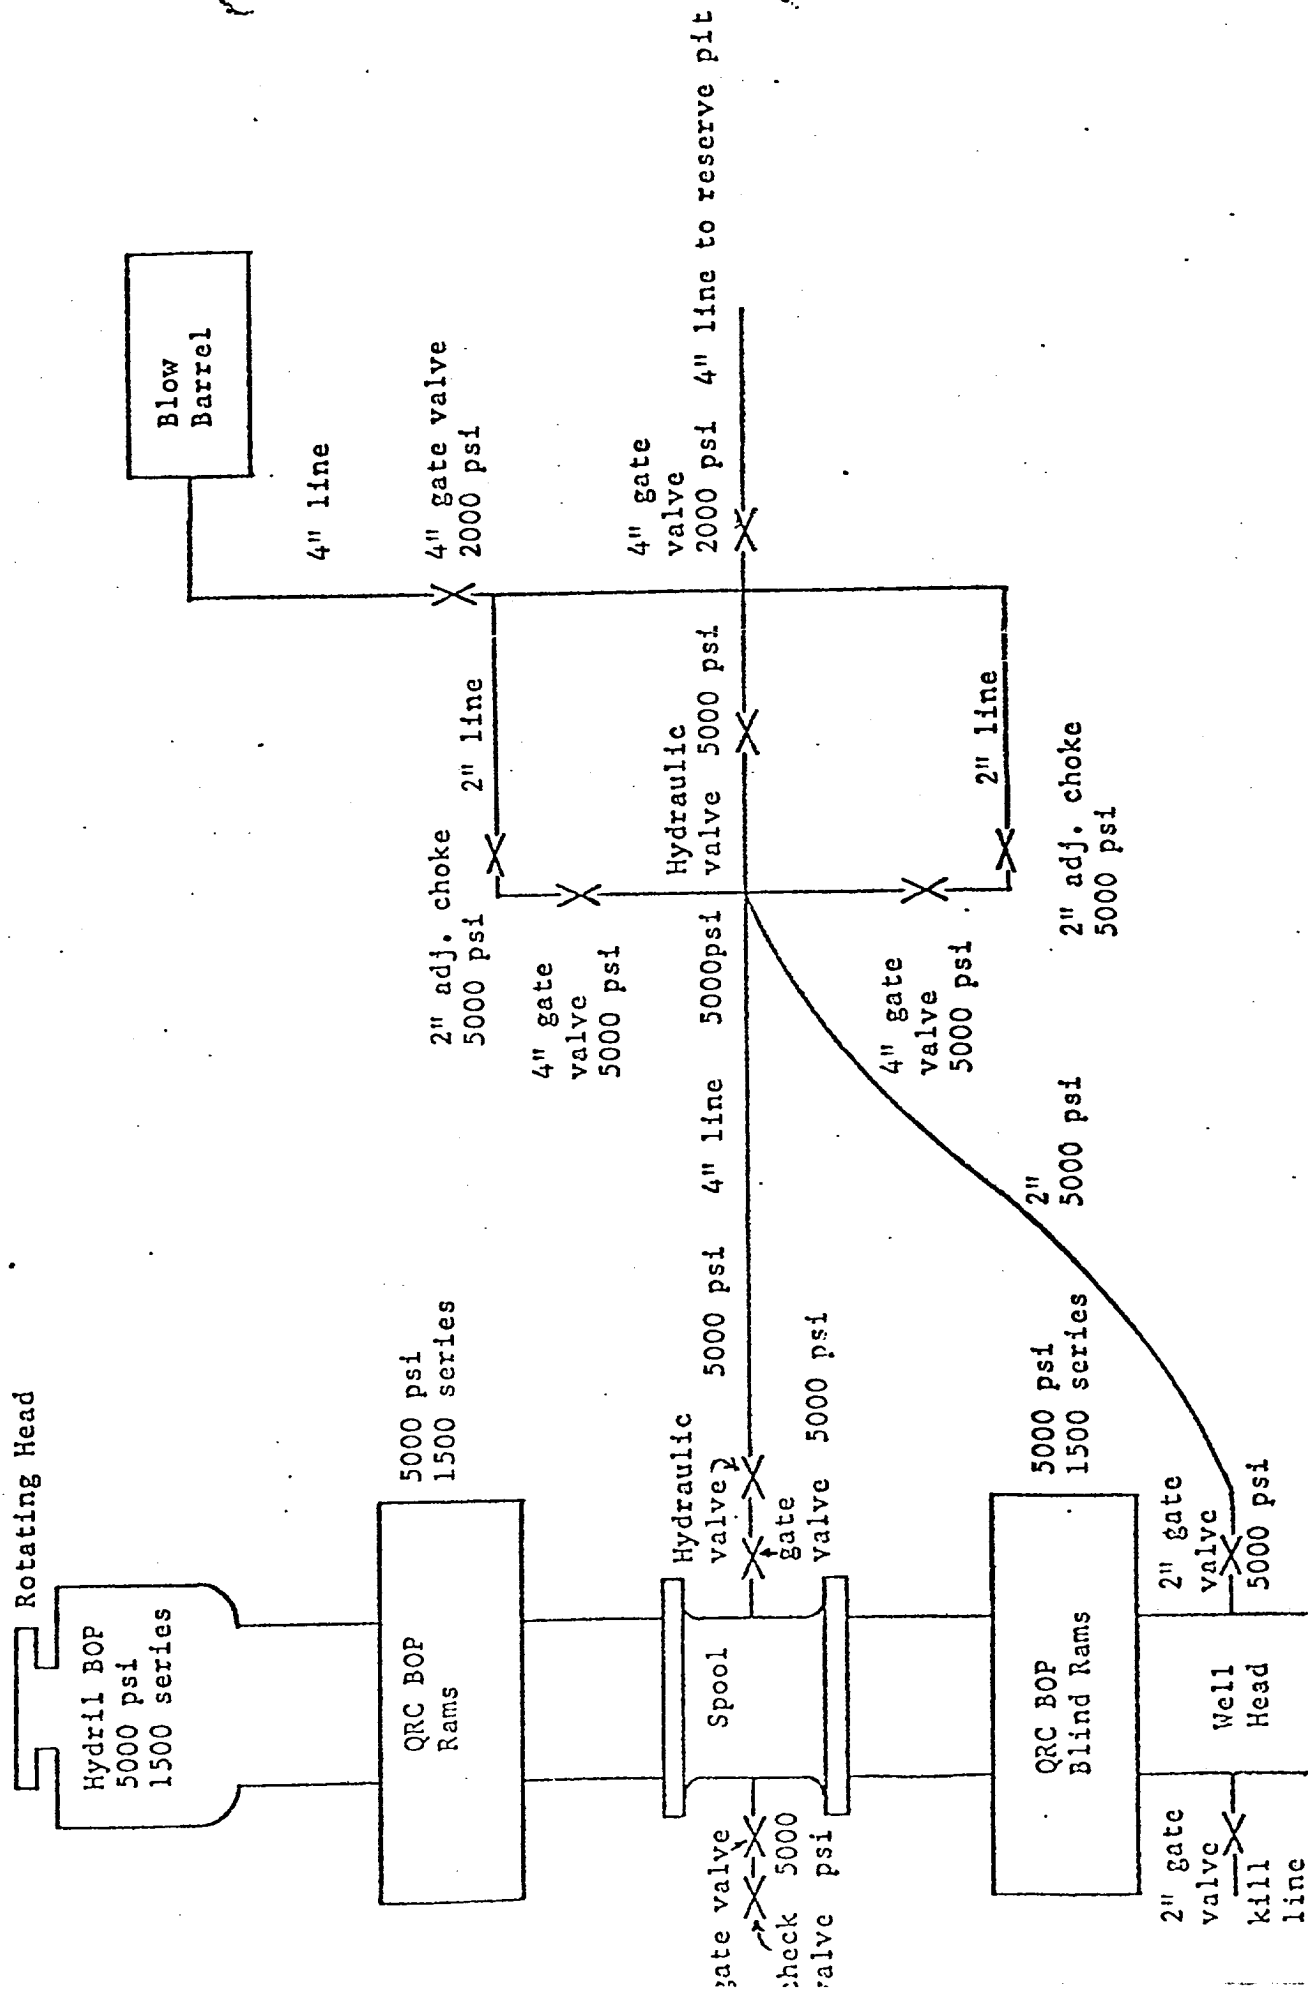 Rotating Head
Hydril BOP
5000 psi
1500 series
QRC BOP
Rams
5000 psi
1500 series
Spool
Hydraulic
valve
gate
valve 5000 psi
gate valve
check 5000
valve psi
QRC BOP
Blind Rams
5000 psi
1500 series
Well
Head
2" gate
valve
kill
line
2" gate
valve
5000 psi
2"
5000 psi
5000 psi 4" line 5000psi
2" adj. choke
5000 psi
4" gate
valve
5000 psi
Hydraulic
valve 5000 psi
4" gate
valve
5000 psi
2" adj. choke
5000 psi
2" line
2" line
4" gate valve
2000 psi
4" line
Blow
Barrel
4" gate
valve
2000 psi 4" line to reserve pit